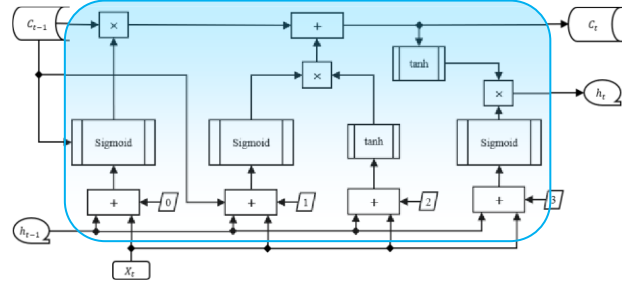 C_{t-1}
×
+
C_t
tanh
×
×
h_t
Sigmoid
Sigmoid
tanh
Sigmoid
+
0
+
1
+
2
+
3
h_{t-1}
X_t